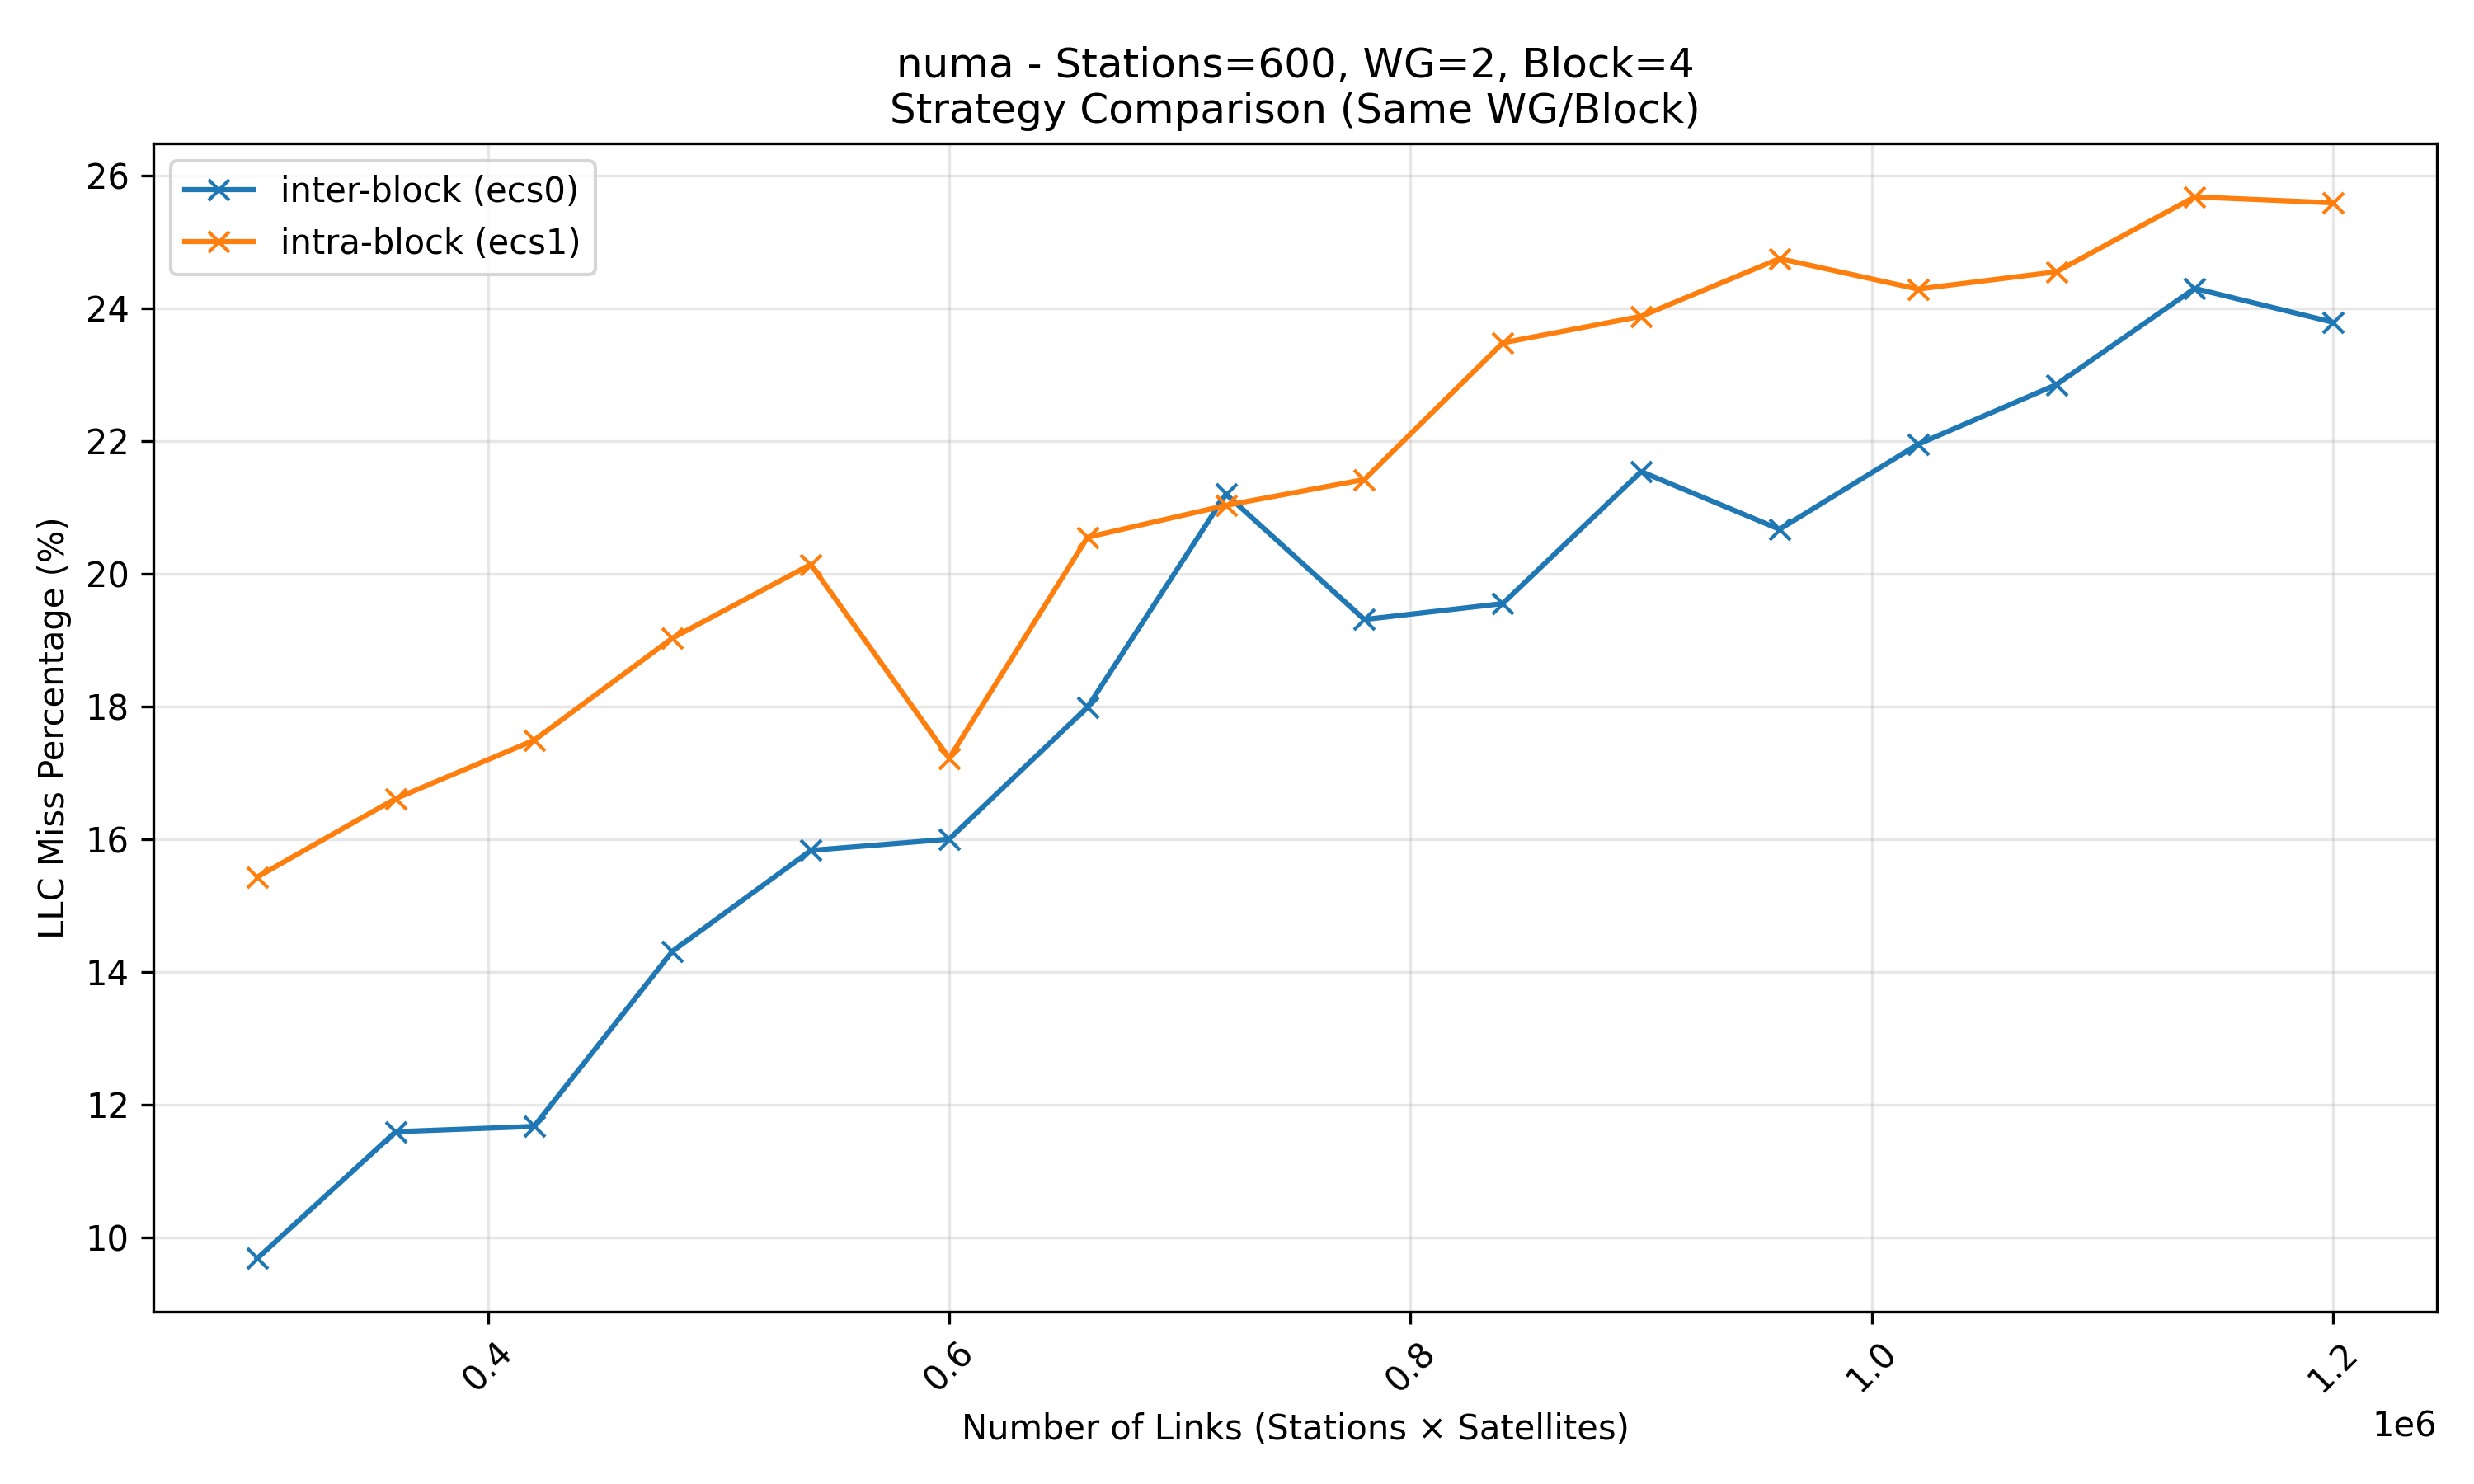 numa - Stations=600, WG=2, Block=4
Strategy Comparison (Same WG/Block)
inter-block (ecs0)
intra-block (ecs1)
LLC Miss Percentage (%)
26
24
22
20
18
16
14
12
10
0.4
0.6
0.8
1.0
1.2
1e6
Number of Links (Stations × Satellites)